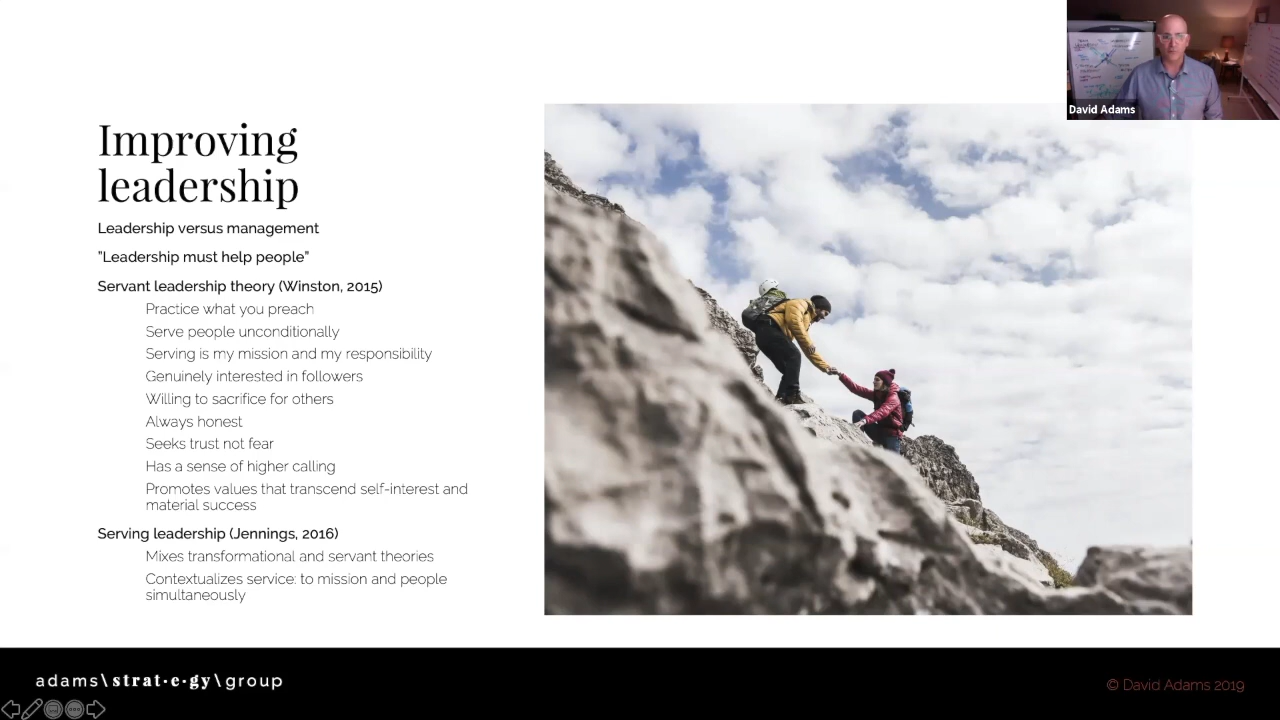 Improving
leadership
Leadership versus management
"Leadership must help people"
Servant leadership theory (Winston, 2015)
Practice what you preach
Serve people unconditionally
Serving is my mission and my responsibility
Genuinely interested in followers
Willing to sacrifice for others
Always honest
Seeks trust not fear
Has a sense of higher calling
Promotes values that transcend self-interest and
material success
Serving leadership (Jennings, 2016)
Mixes transformational and servant theories
Contextualizes service: to mission and people
simultaneously
David Adams
adams\strat·e·gy\group
© David Adams 2019